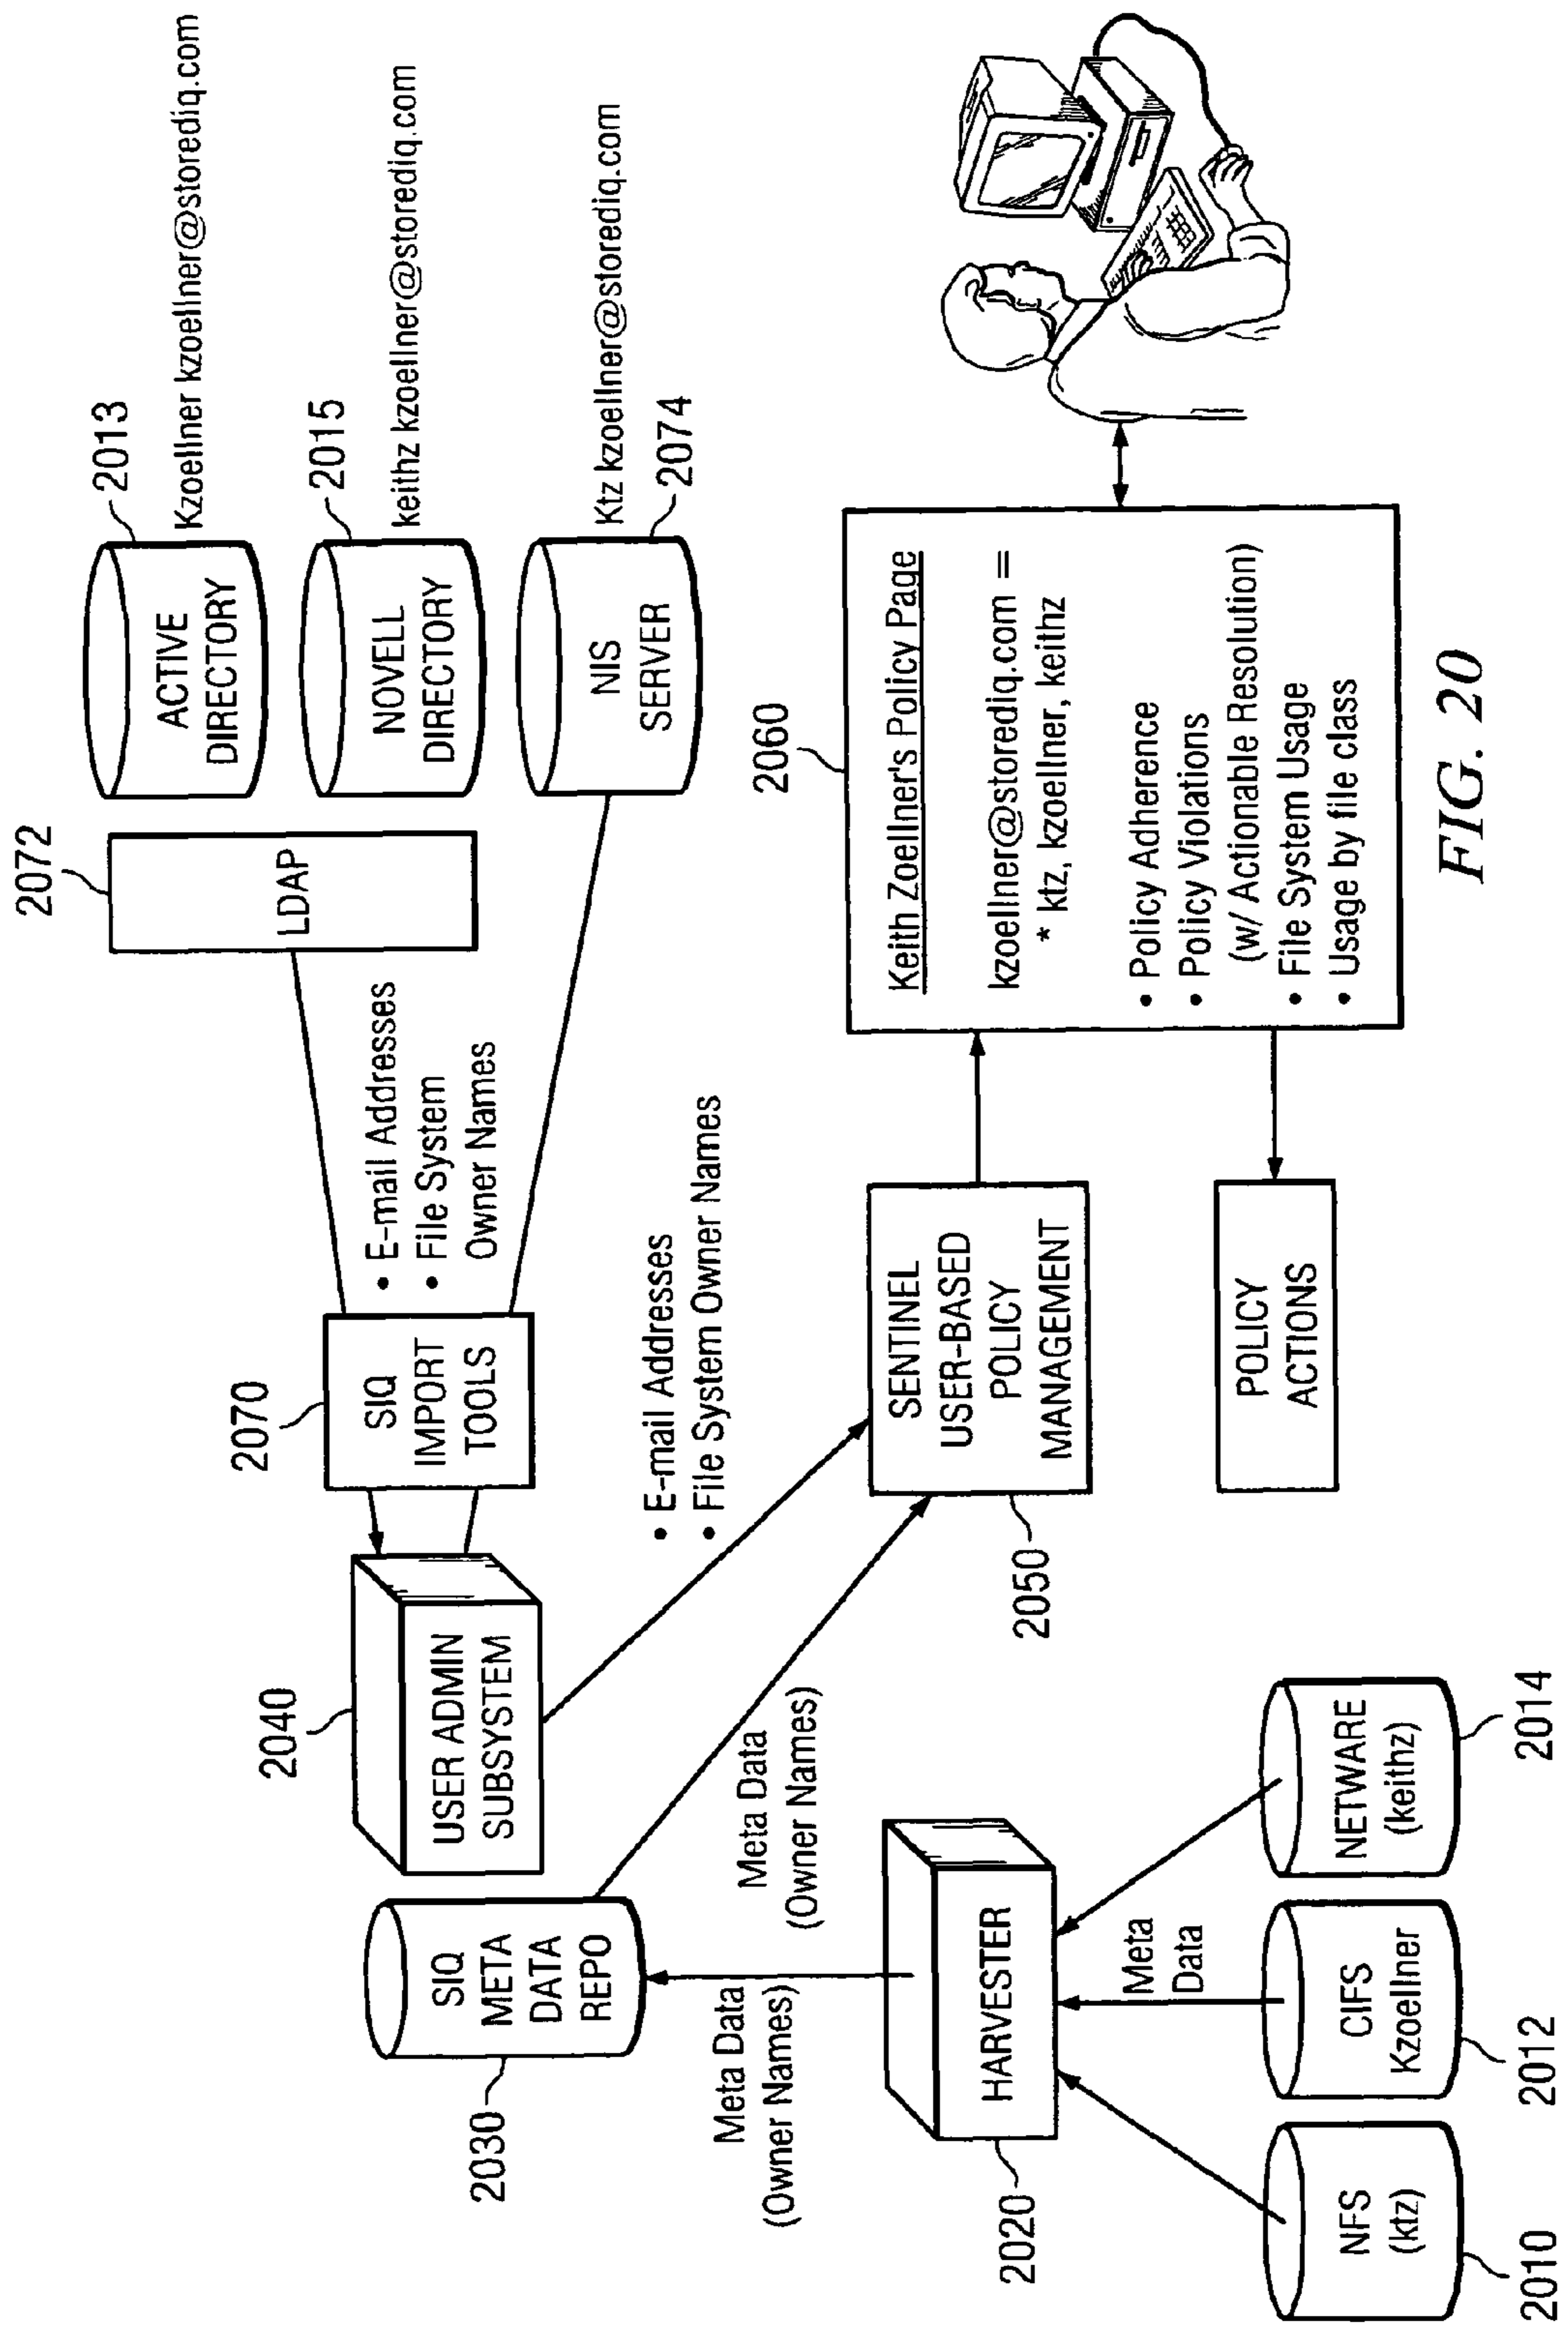 2013
Kzoellner kzoellner@storediq.com
ACTIVE
DIRECTORY
2015
keithz kzoellner@storediq.com
NOVELL
DIRECTORY
Ktz kzoellner@storediq.com
2074
NIS
SERVER
2072
LDAP
• E-mail Addresses
• File System
Owner Names
2070
SIQ
IMPORT
TOOLS
2040
USER ADMIN
SUBSYSTEM
• E-mail Addresses
• File System Owner Names
SIQ
META
DATA
REPO
2030
Meta Data
(Owner Names)
Meta Data
(Owner Names)
HARVESTER
2020
Meta
Data
NFS
(ktz)
2010
CIFS
Kzoellner
2012
NETWARE
(keithz)
2014
SENTINEL
USER-BASED
POLICY
MANAGEMENT
2050
POLICY
ACTIONS
2060
Keith Zoellner's Policy Page
kzoellner@storediq.com =
* ktz, kzoellner, keithz
• Policy Adherence
• Policy Violations
(w/ Actionable Resolution)
• File System Usage
• Usage by file class
FIG. 20